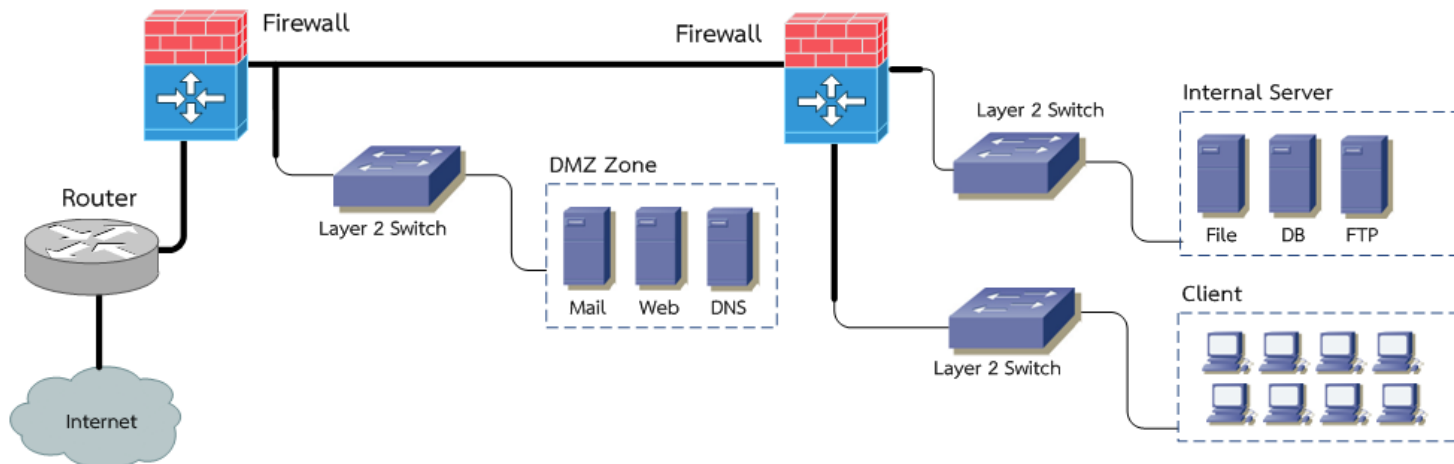 Firewall
Firewall
Router
Internet
Layer 2 Switch
DMZ Zone
Mail Web DNS
Layer 2 Switch
Internal Server
File DB FTP
Layer 2 Switch
Client